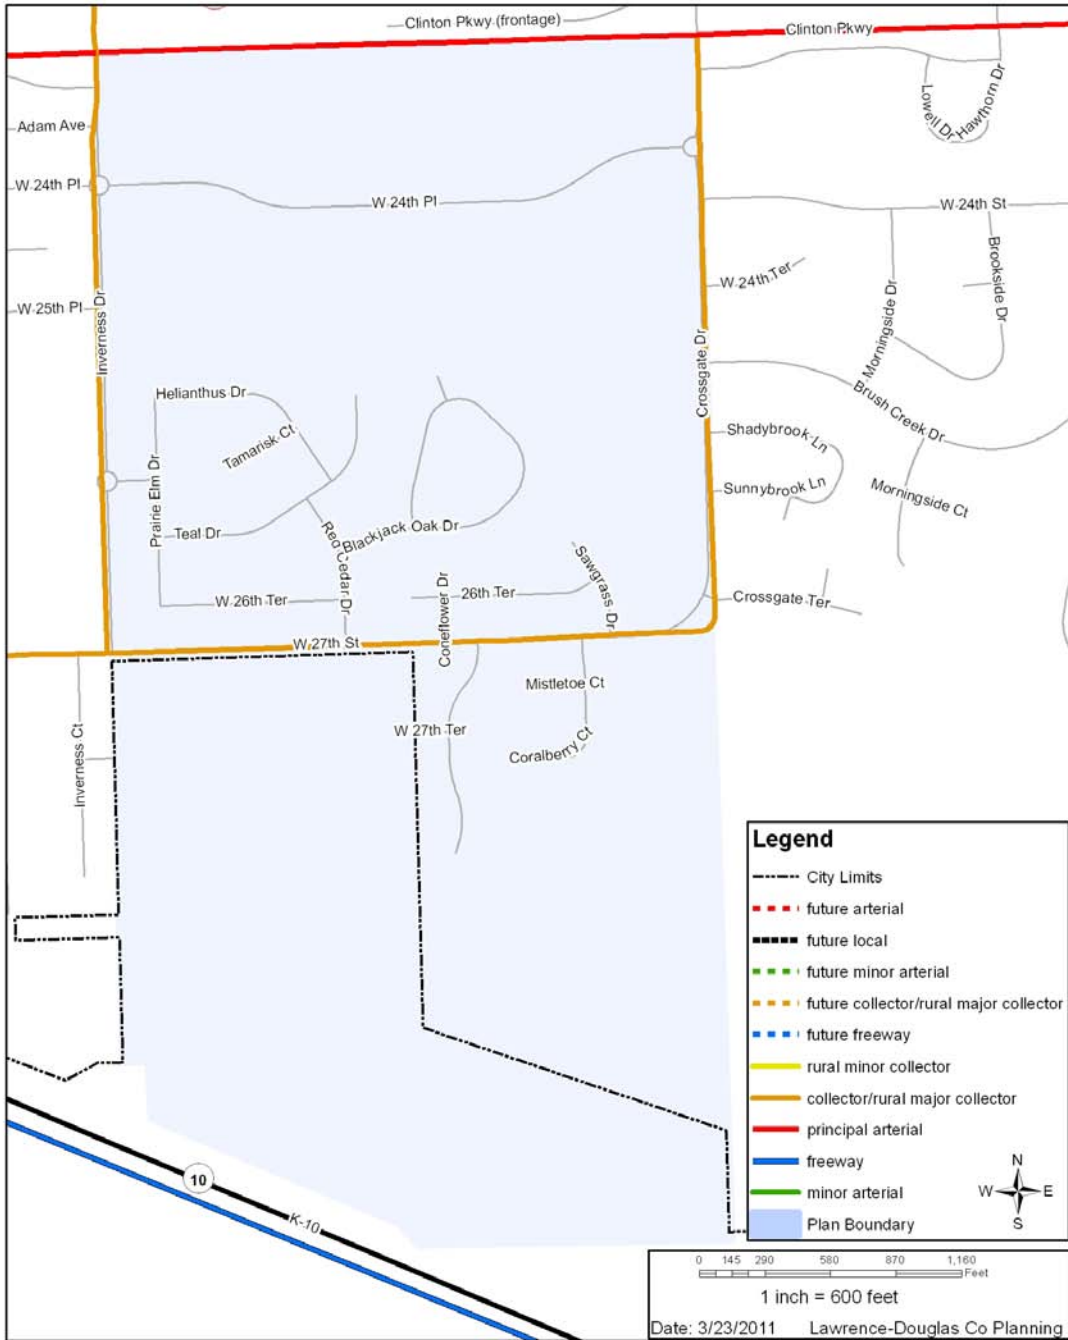 Clinton Pkwy (frontage)
Clinton Pkwy
Lowell Dr
Hawthorn Dr
Adam Ave
W 24th Pl
W 24th Pl
W 24th St
Brookside Dr
W 24th Ter
Morningside Dr
W 25th Pl
Inverness Dr
Crossgate Dr
Helianthus Dr
Brush Creek Dr
Tamarisk Ct
Shadybrook Ln
Prairie Elm Dr
Sunnybrook Ln
Morningside Ct
Teal Dr
Red Cedar Dr
Blackjack Oak Dr
Sawgrass Dr
Coneflower Dr
W 26th Ter
26th Ter
Crossgate Ter
W 27th St
Mistletoe Ct
W 27th Ter
Coralberry Ct
Inverness Ct
10
K-10
Legend
City Limits
future arterial
future local
future minor arterial
future collector/rural major collector
future freeway
rural minor collector
collector/rural major collector
principal arterial
freeway
minor arterial
Plan Boundary
N
W E
S
0 145 290 580 870 1,160
Feet
1 inch = 600 feet
Date: 3/23/2011 Lawrence-Douglas Co Planning